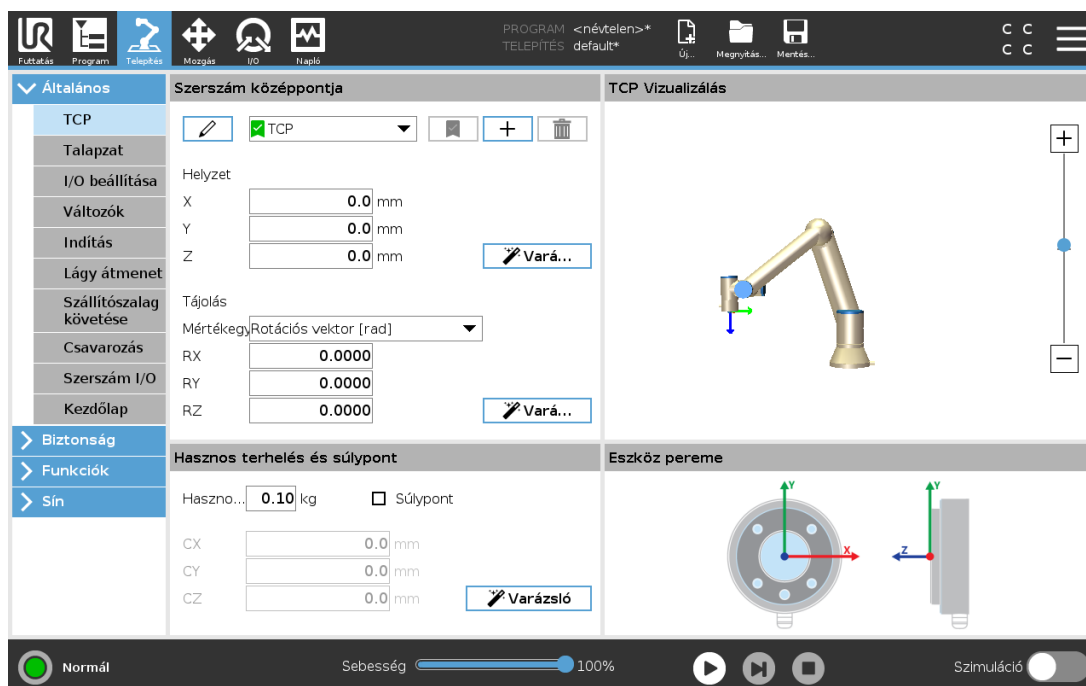 PROGRAM <névtelen>*
TELEPÍTÉS default*
UR
Futtatás Program Telepítés Mozgás I/O Napló
Új... Megnyitás... Mentés...
C C
C C
Általános
TCP
Talapzat
I/O beállítása
Változók
Indítás
Lágy átmenet
Szállítószalag
követése
Csavarozás
Szerszám I/O
Kezdőlap
Biztonság
Funkciók
Sín
Szerszám középpontja
TCP
Helyzet
X 0.0 mm
Y 0.0 mm
Z 0.0 mm
Vará...
Tájolás
Mértékegy Rotációs vektor [rad]
RX 0.0000
RY 0.0000
RZ 0.0000
Vará...
TCP Vizualizálás
Hasznos terhelés és súlypont
Haszno... 0.10 kg Súlypont
CX 0.0 mm
CY 0.0 mm
CZ 0.0 mm
Varázsló
Eszköz pereme
Y
X
Y
Z
Normál
Sebesség 100%
Szimuláció